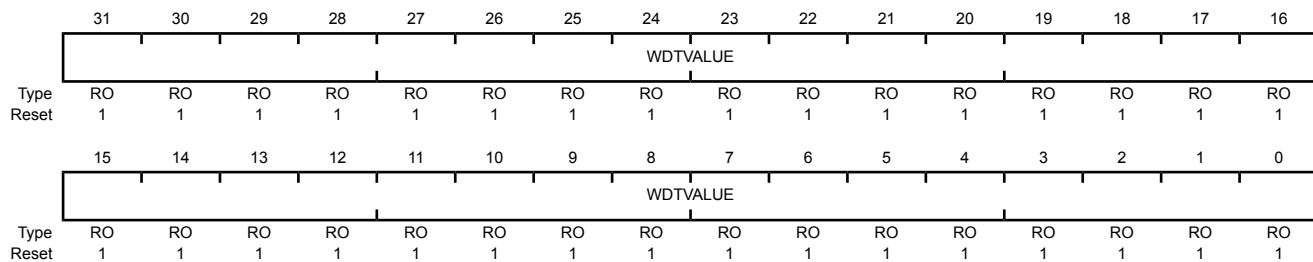 31 30 29 28 27 26 25 24 23 22 21 20 19 18 17 16
WDTVALUE
Type RO RO RO RO RO RO RO RO RO RO RO RO RO RO RO RO
Reset 1 1 1 1 1 1 1 1 1 1 1 1 1 1 1 1
15 14 13 12 11 10 9 8 7 6 5 4 3 2 1 0
WDTVALUE
Type RO RO RO RO RO RO RO RO RO RO RO RO RO RO RO RO
Reset 1 1 1 1 1 1 1 1 1 1 1 1 1 1 1 1